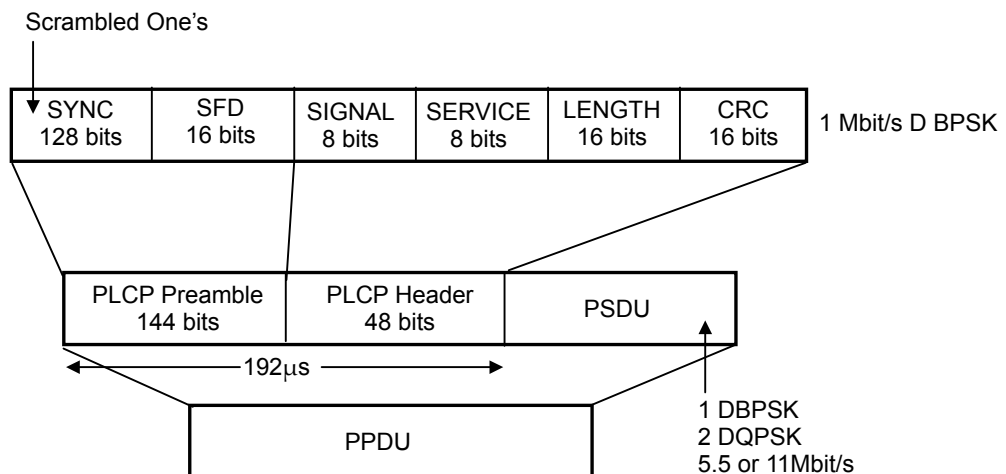 Scrambled One's
SYNC
128 bits
SFD
16 bits
SIGNAL
8 bits
SERVICE
8 bits
LENGTH
16 bits
CRC
16 bits
1 Mbit/s D BPSK
PLCP Preamble
144 bits
PLCP Header
48 bits
PSDU
192μs
1 DBPSK
2 DQPSK
5.5 or 11Mbit/s
PPDU